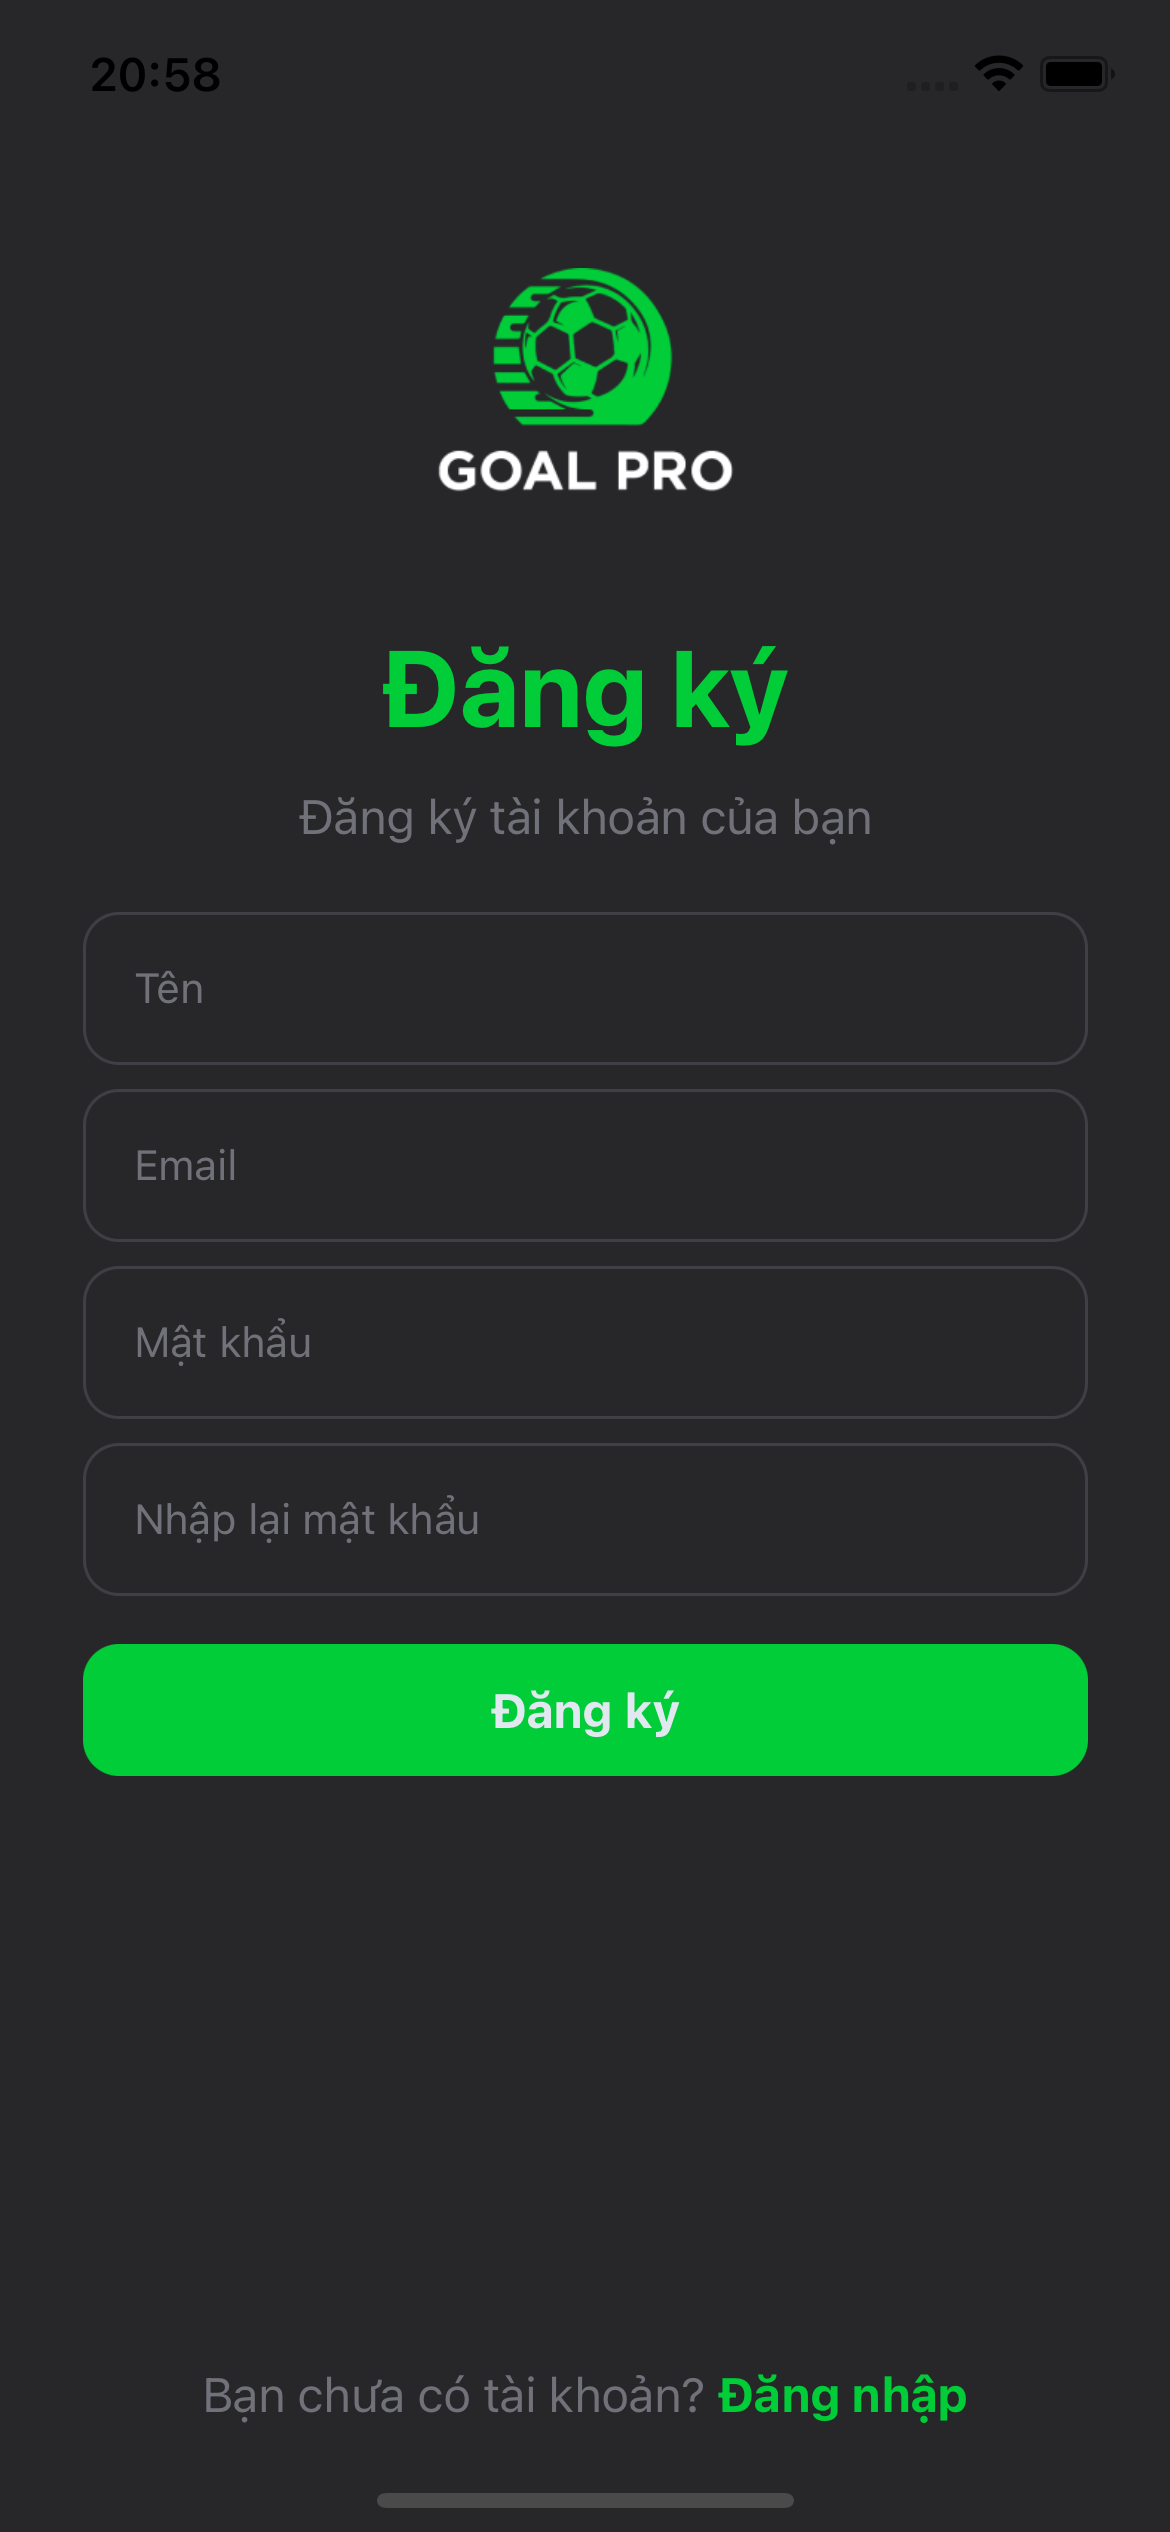 20:58
GOAL PRO
Đăng ký
Đăng ký tài khoản của bạn
Tên
Email
Mật khẩu
Nhập lại mật khẩu
Đăng ký
Bạn chưa có tài khoản? Đăng nhập